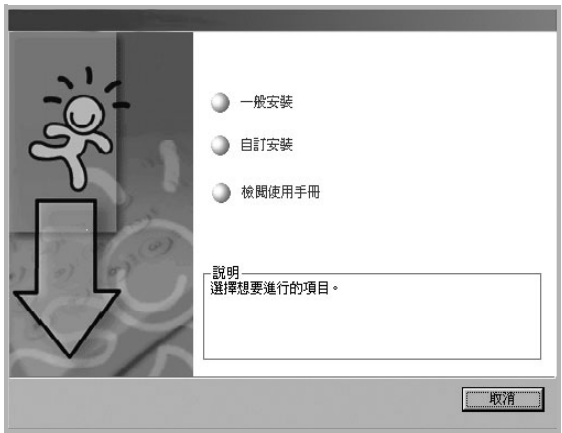 一般安裝
自訂安裝
檢閱使用手冊
說明
選擇想要進行的項目。
取消